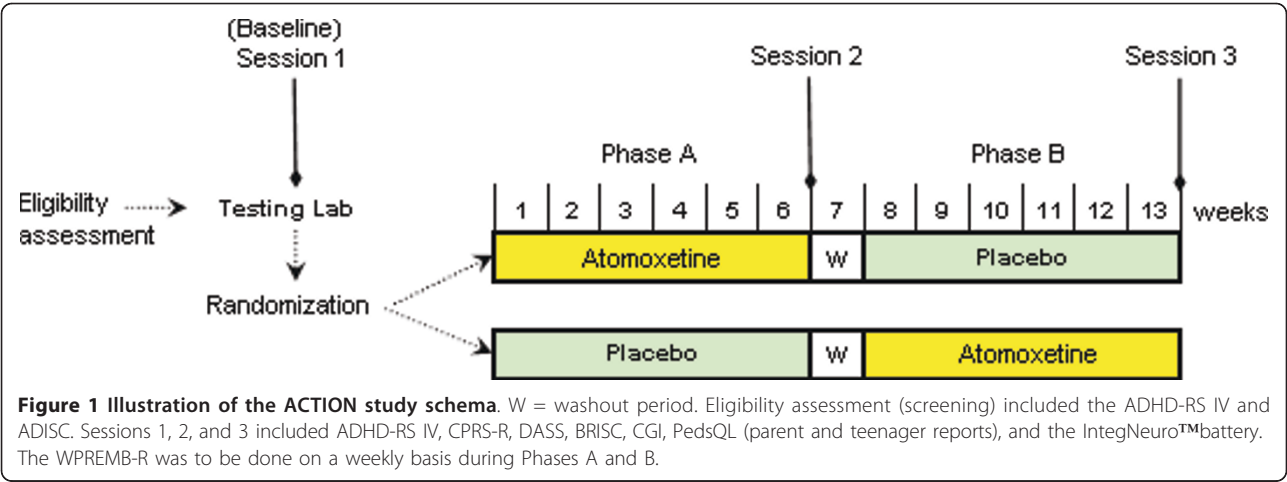 (Baseline)
Session 1
Session 2
Session 3
Phase A
Phase B
Eligibility
assessment
Testing Lab
1 2 3 4 5 6 7 8 9 10 11 12 13 weeks
Atomoxetine W Placebo
Randomization
Placebo W Atomoxetine
Figure 1 Illustration of the ACTION study schema. W = washout period. Eligibility assessment (screening) included the ADHD-RS IV and
ADISC. Sessions 1, 2, and 3 included ADHD-RS IV, CPRS-R, DASS, BRISC, CGI, PedsQL (parent and teenager reports), and the IntegNeuro™battery.
The WPREMB-R was to be done on a weekly basis during Phases A and B.